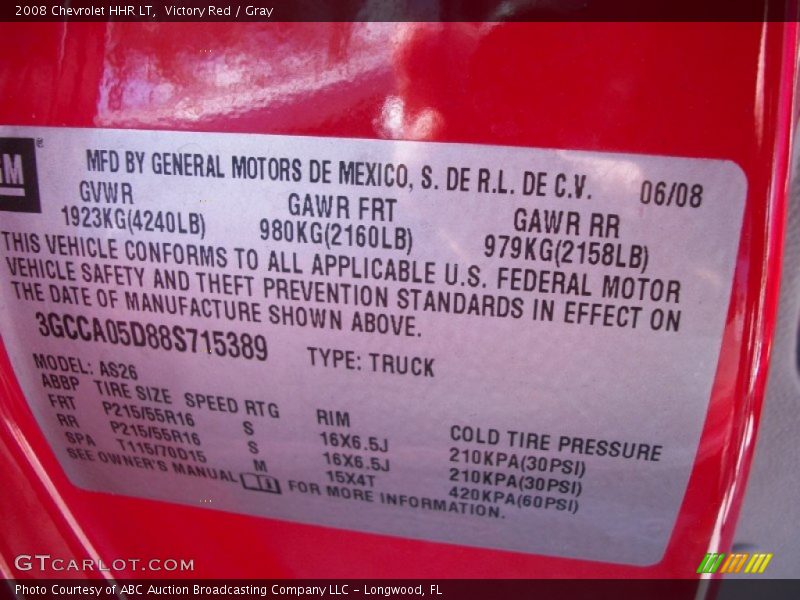 2008 Chevrolet HHR LT, Victory Red / Gray
GM
MFD BY GENERAL MOTORS DE MEXICO, S. DE R.L. DE C.V. 06/08
GVWR GAWR FRT GAWR RR
1923KG(4240LB) 980KG(2160LB) 979KG(2158LB)
THIS VEHICLE CONFORMS TO ALL APPLICABLE U.S. FEDERAL MOTOR
VEHICLE SAFETY AND THEFT PREVENTION STANDARDS IN EFFECT ON
THE DATE OF MANUFACTURE SHOWN ABOVE.
3GCCA05D88S715389 TYPE: TRUCK
MODEL: AS26
ABBP TIRE SIZE SPEED RTG RIM COLD TIRE PRESSURE
FRT P215/55R16 S 16X6.5J 210KPA(30PSI)
RR P215/55R16 S 16X6.5J 210KPA(30PSI)
SPA T115/70D15 M 15X4T 420KPA(60PSI)
SEE OWNER'S MANUAL FOR MORE INFORMATION.
GTCARLOT.COM
Photo Courtesy of ABC Auction Broadcasting Company LLC – Longwood, FL